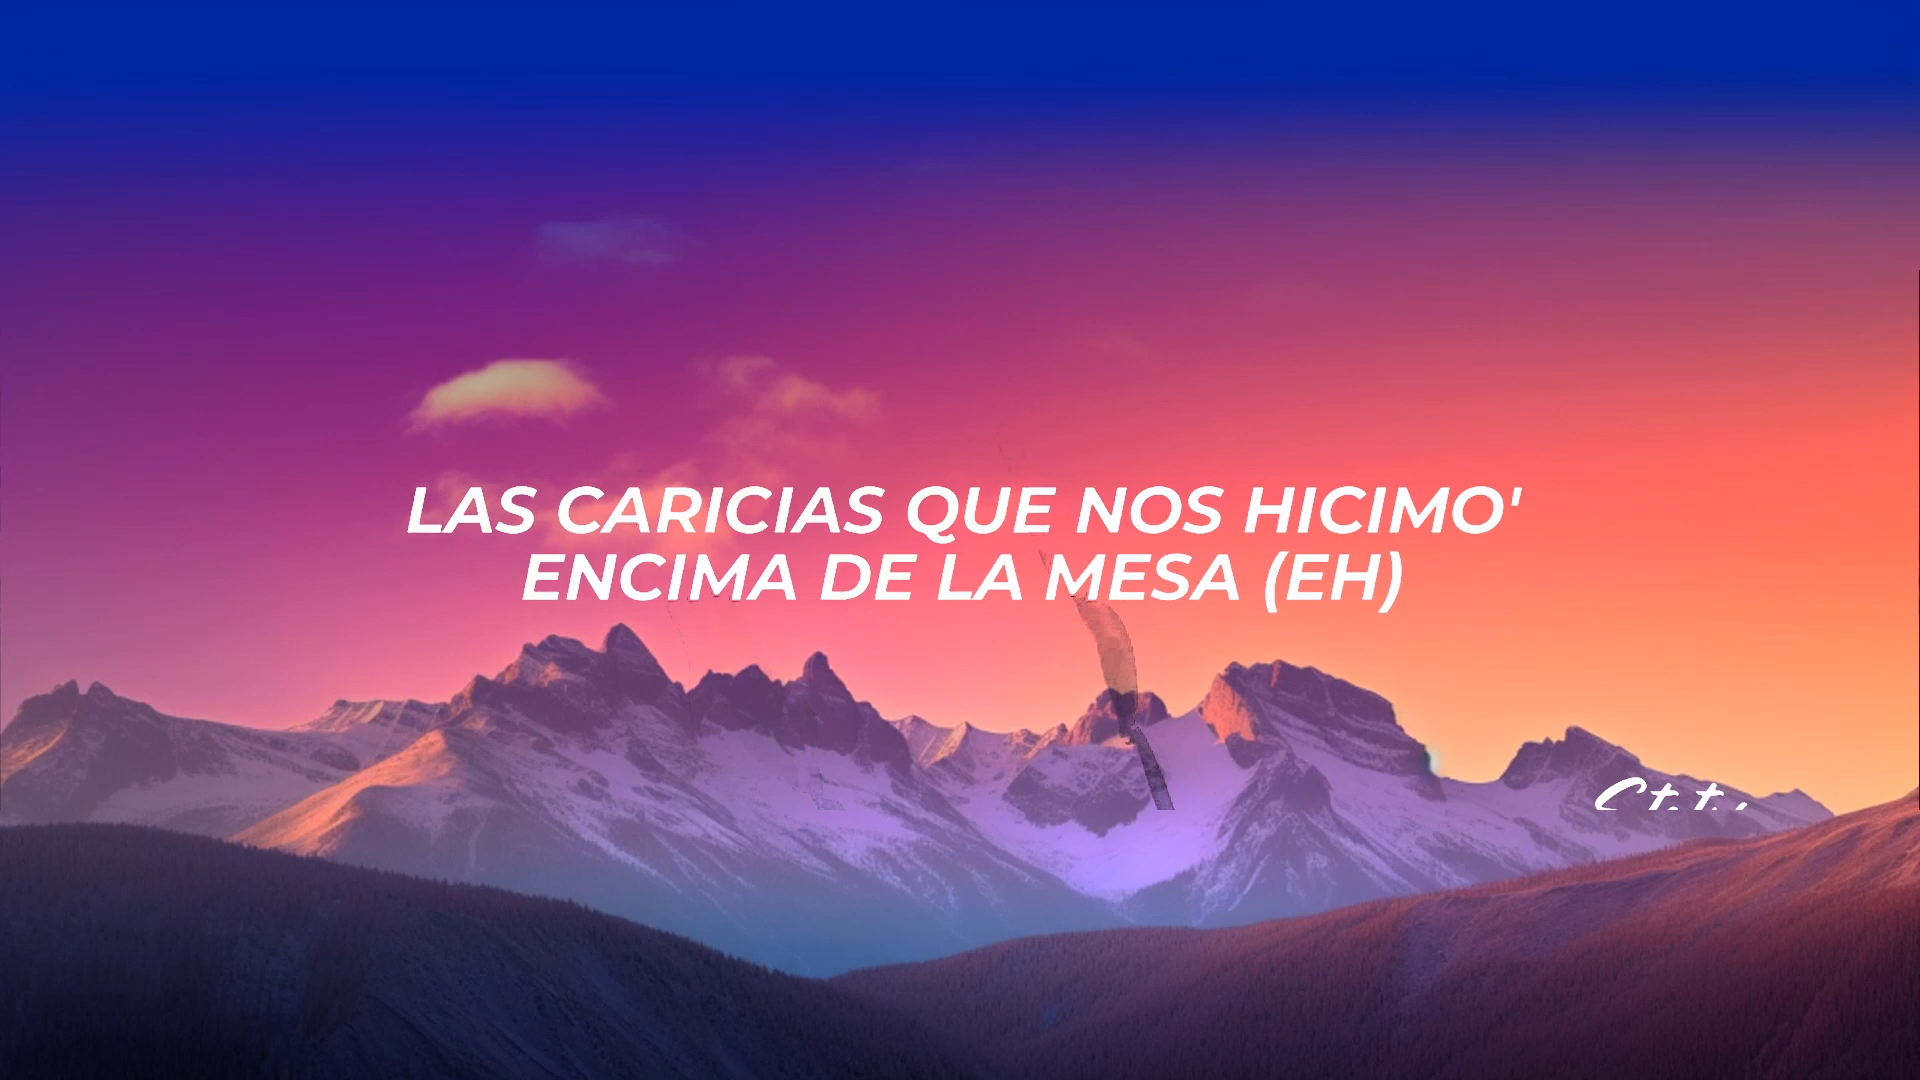 LAS CARICIAS QUE NOS HICIMO'
ENCIMA DE LA MESA (EH)